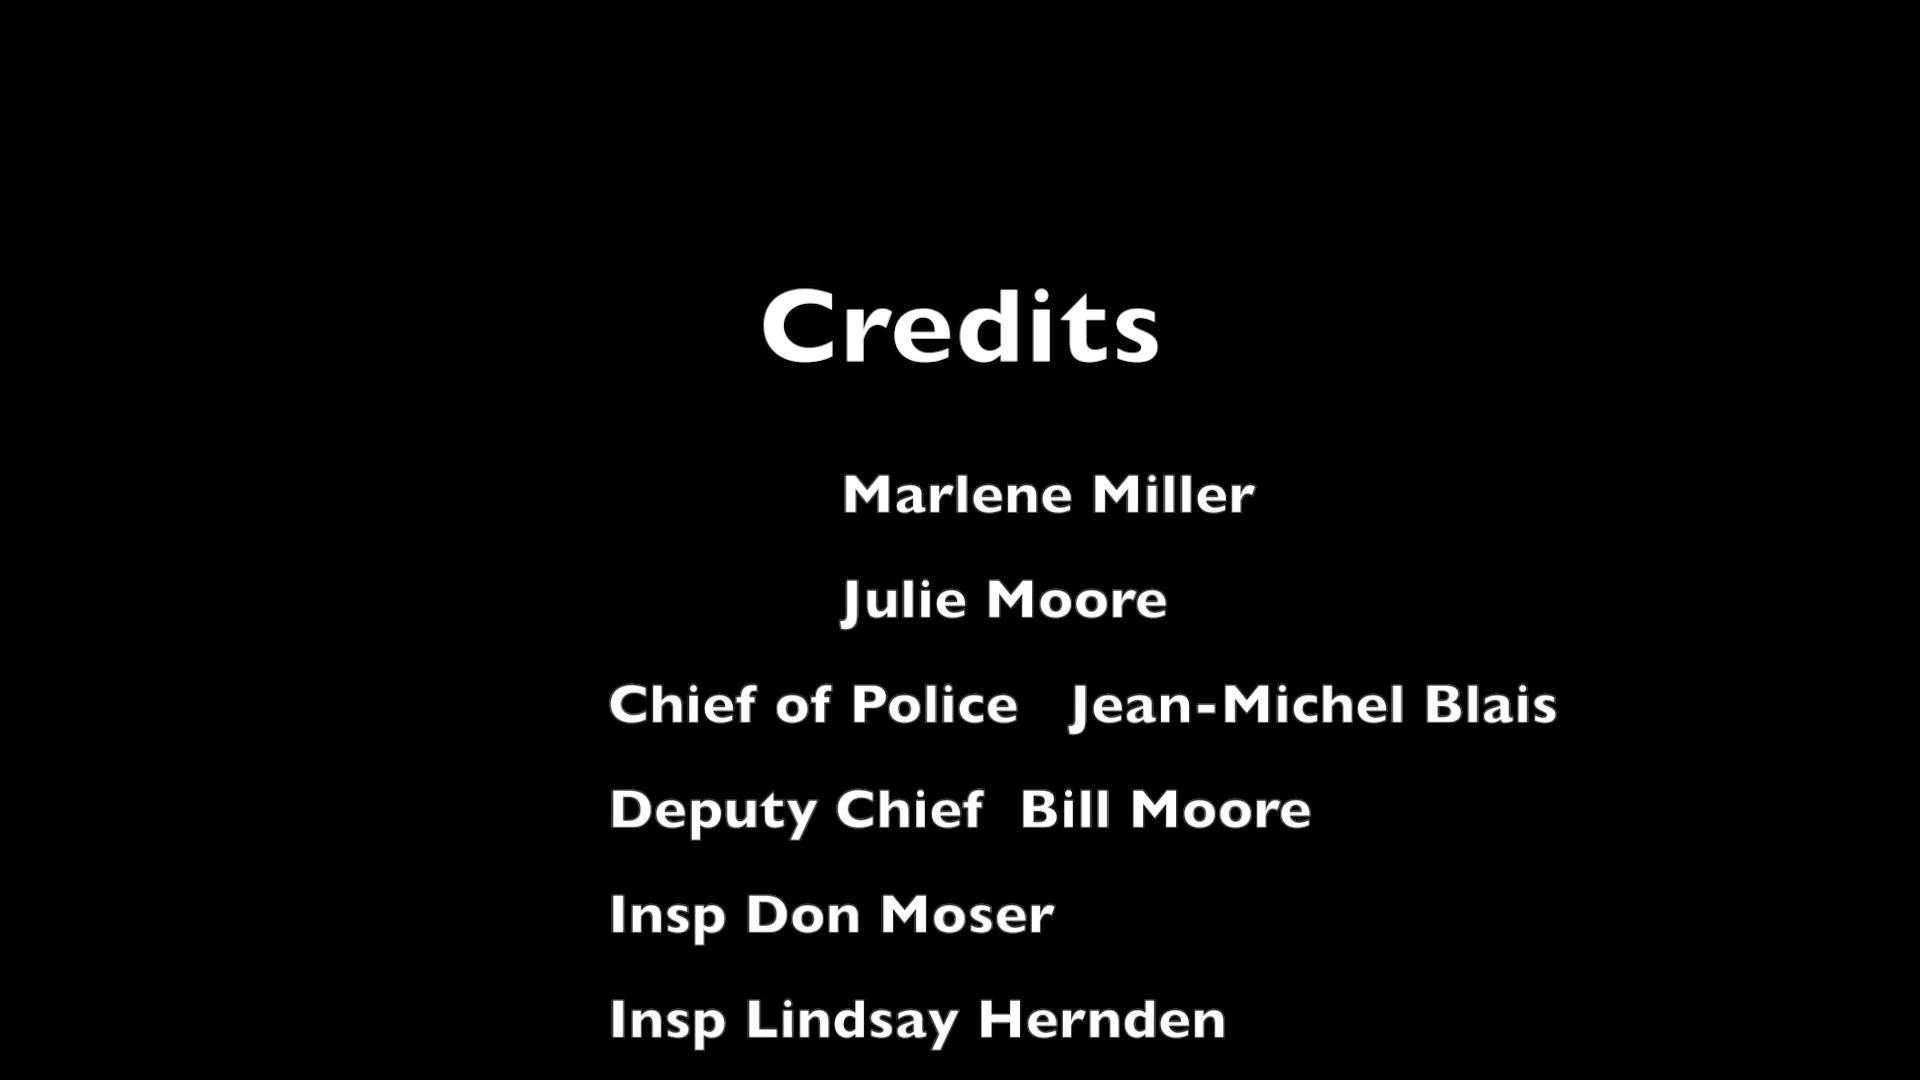 Credits
Marlene Miller
Julie Moore
Chief of Police   Jean-Michel Blais
Deputy Chief  Bill Moore
Insp Don Moser
Insp Lindsay Hernden